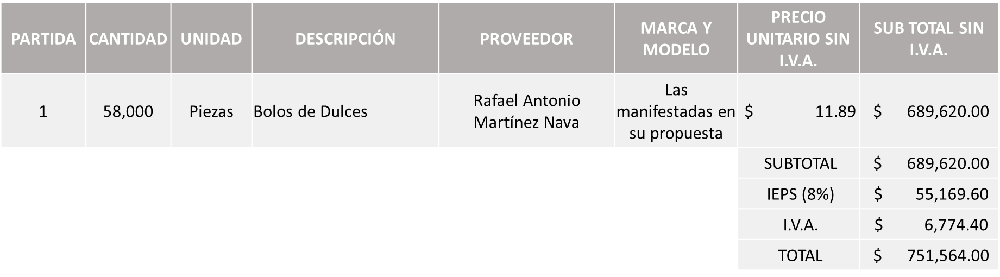 PARTIDA CANTIDAD UNIDAD DESCRIPCIÓN PROVEEDOR
MARCA Y
MODELO
PRECIO
UNITARIO SIN
I.V.A.
SUB TOTAL SIN
I.V.A.
1 58,000 Piezas Bolos de Dulces
Rafael Antonio
Martínez Nava
Las
manifestadas en
su propuesta
$ 11.89 $ 689,620.00
SUBTOTAL $ 689,620.00
IEPS (8%) $ 55,169.60
I.V.A. $ 6,774.40
TOTAL $ 751,564.00